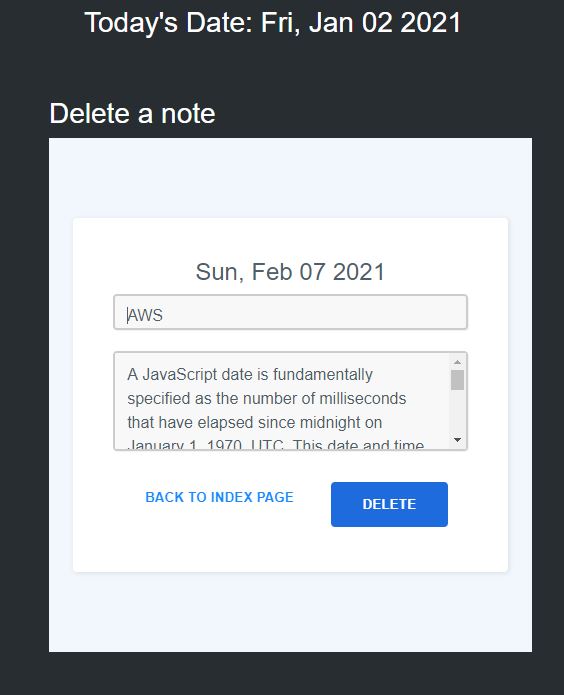 Today's Date: Fri, Jan 02 2021
Delete a note
Sun, Feb 07 2021
AWS
A JavaScript date is fundamentally
specified as the number of milliseconds
that have elapsed since midnight on
January 1, 1970, UTC. This date and time
BACK TO INDEX PAGE
DELETE